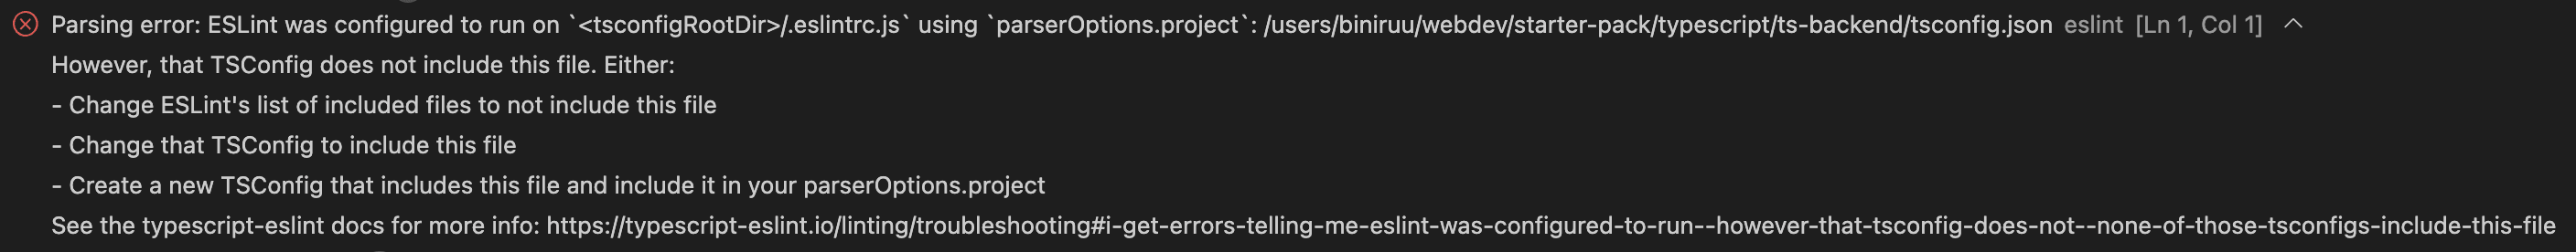 Parsing error: ESLint was configured to run on `<tsconfigRootDir>/.eslintrc.js` using `parserOptions.project`: /users/biniruu/webdev/starter-pack/typescript/ts-backend/tsconfig.json eslint [Ln 1, Col 1]
However, that TSConfig does not include this file. Either:
- Change ESLint's list of included files to not include this file
- Change that TSConfig to include this file
- Create a new TSConfig that includes this file and include it in your parserOptions.project
See the typescript-eslint docs for more info: https://typescript-eslint.io/linting/troubleshooting#i-get-errors-telling-me-eslint-was-configured-to-run--however-that-tsconfig-does-not--none-of-those-tsconfigs-include-this-file